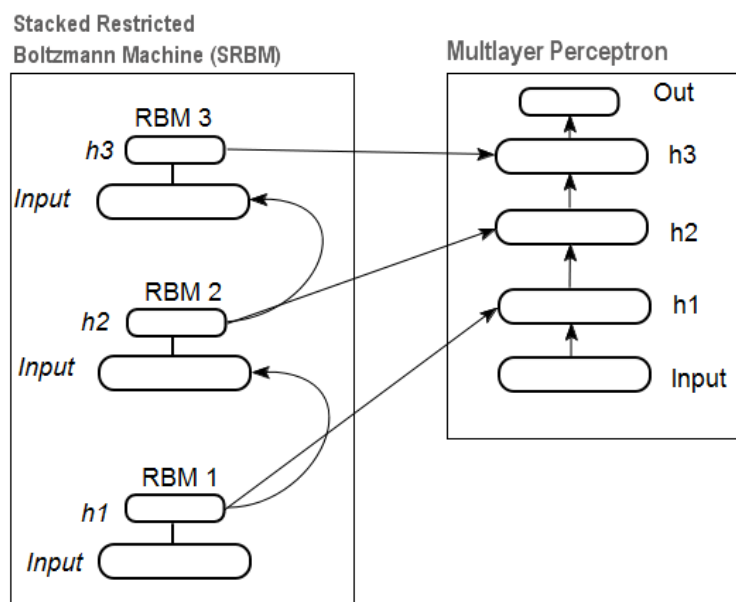 Stacked Restricted
Boltzmann Machine (SRBM)
RBM 3
h3
Input
RBM 2
h2
Input
RBM 1
h1
Input
Multlayer Perceptron
Out
h3
h2
h1
Input